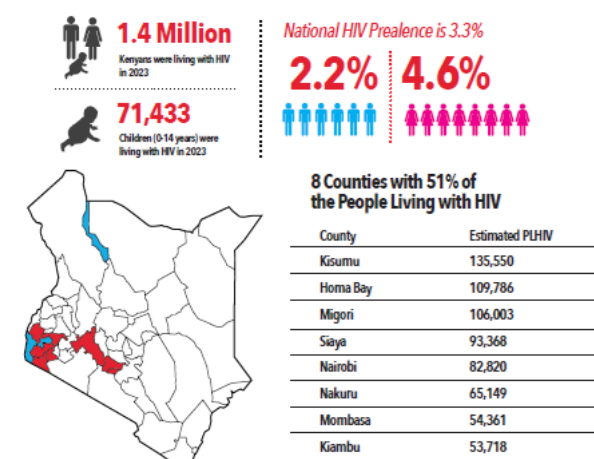 1.4 Million
Kenyans were living with HIV
in 2023
71,433
Children (0-14 years) were
living with HIV in 2023
National HIV Prealence is 3.3%
2.2% 4.6%
8 Counties with 51% of
the People Living with HIV
County Estimated PLHIV
Kisumu 135,550
Homa Bay 109,786
Migori 106,003
Siaya 93,368
Nairobi 82,820
Nakuru 65,149
Mombasa 54,361
Kiambu 53,718